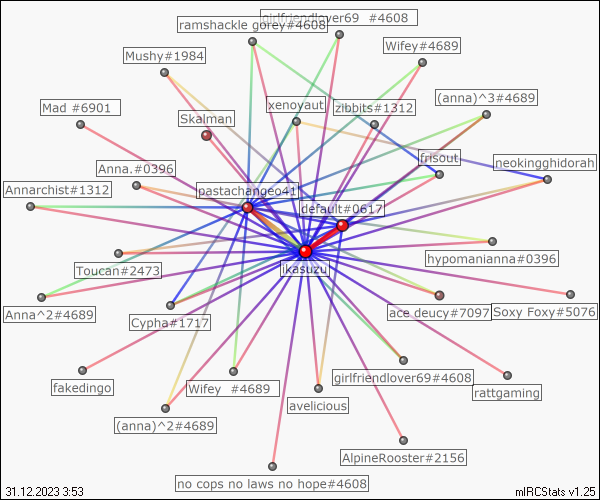 girlfriendlover69 #4608
ramshackle gorey#4608
Wifey#4689
Mushy#1984
(anna)^3#4689
xenoyaut
zibbits#1312
Mad #6901
Skalman
frisout
neokingghidorah
Anna.#0396
Annarchist#1312
pastachangeo41
default#0617
hypomanianna#0396
Toucan#2473
ikasuzu
Anna^2#4689
Cypha#1717
ace deucy#7097
Soxy Foxy#5076
fakedingo
Wifey #4689
girlfriendlover69#4608
rattgaming
avelicious
(anna)^2#4689
AlpineRooster#2156
no cops no laws no hope#4608
31.12.2023 3:53
mIRCStats v1.25